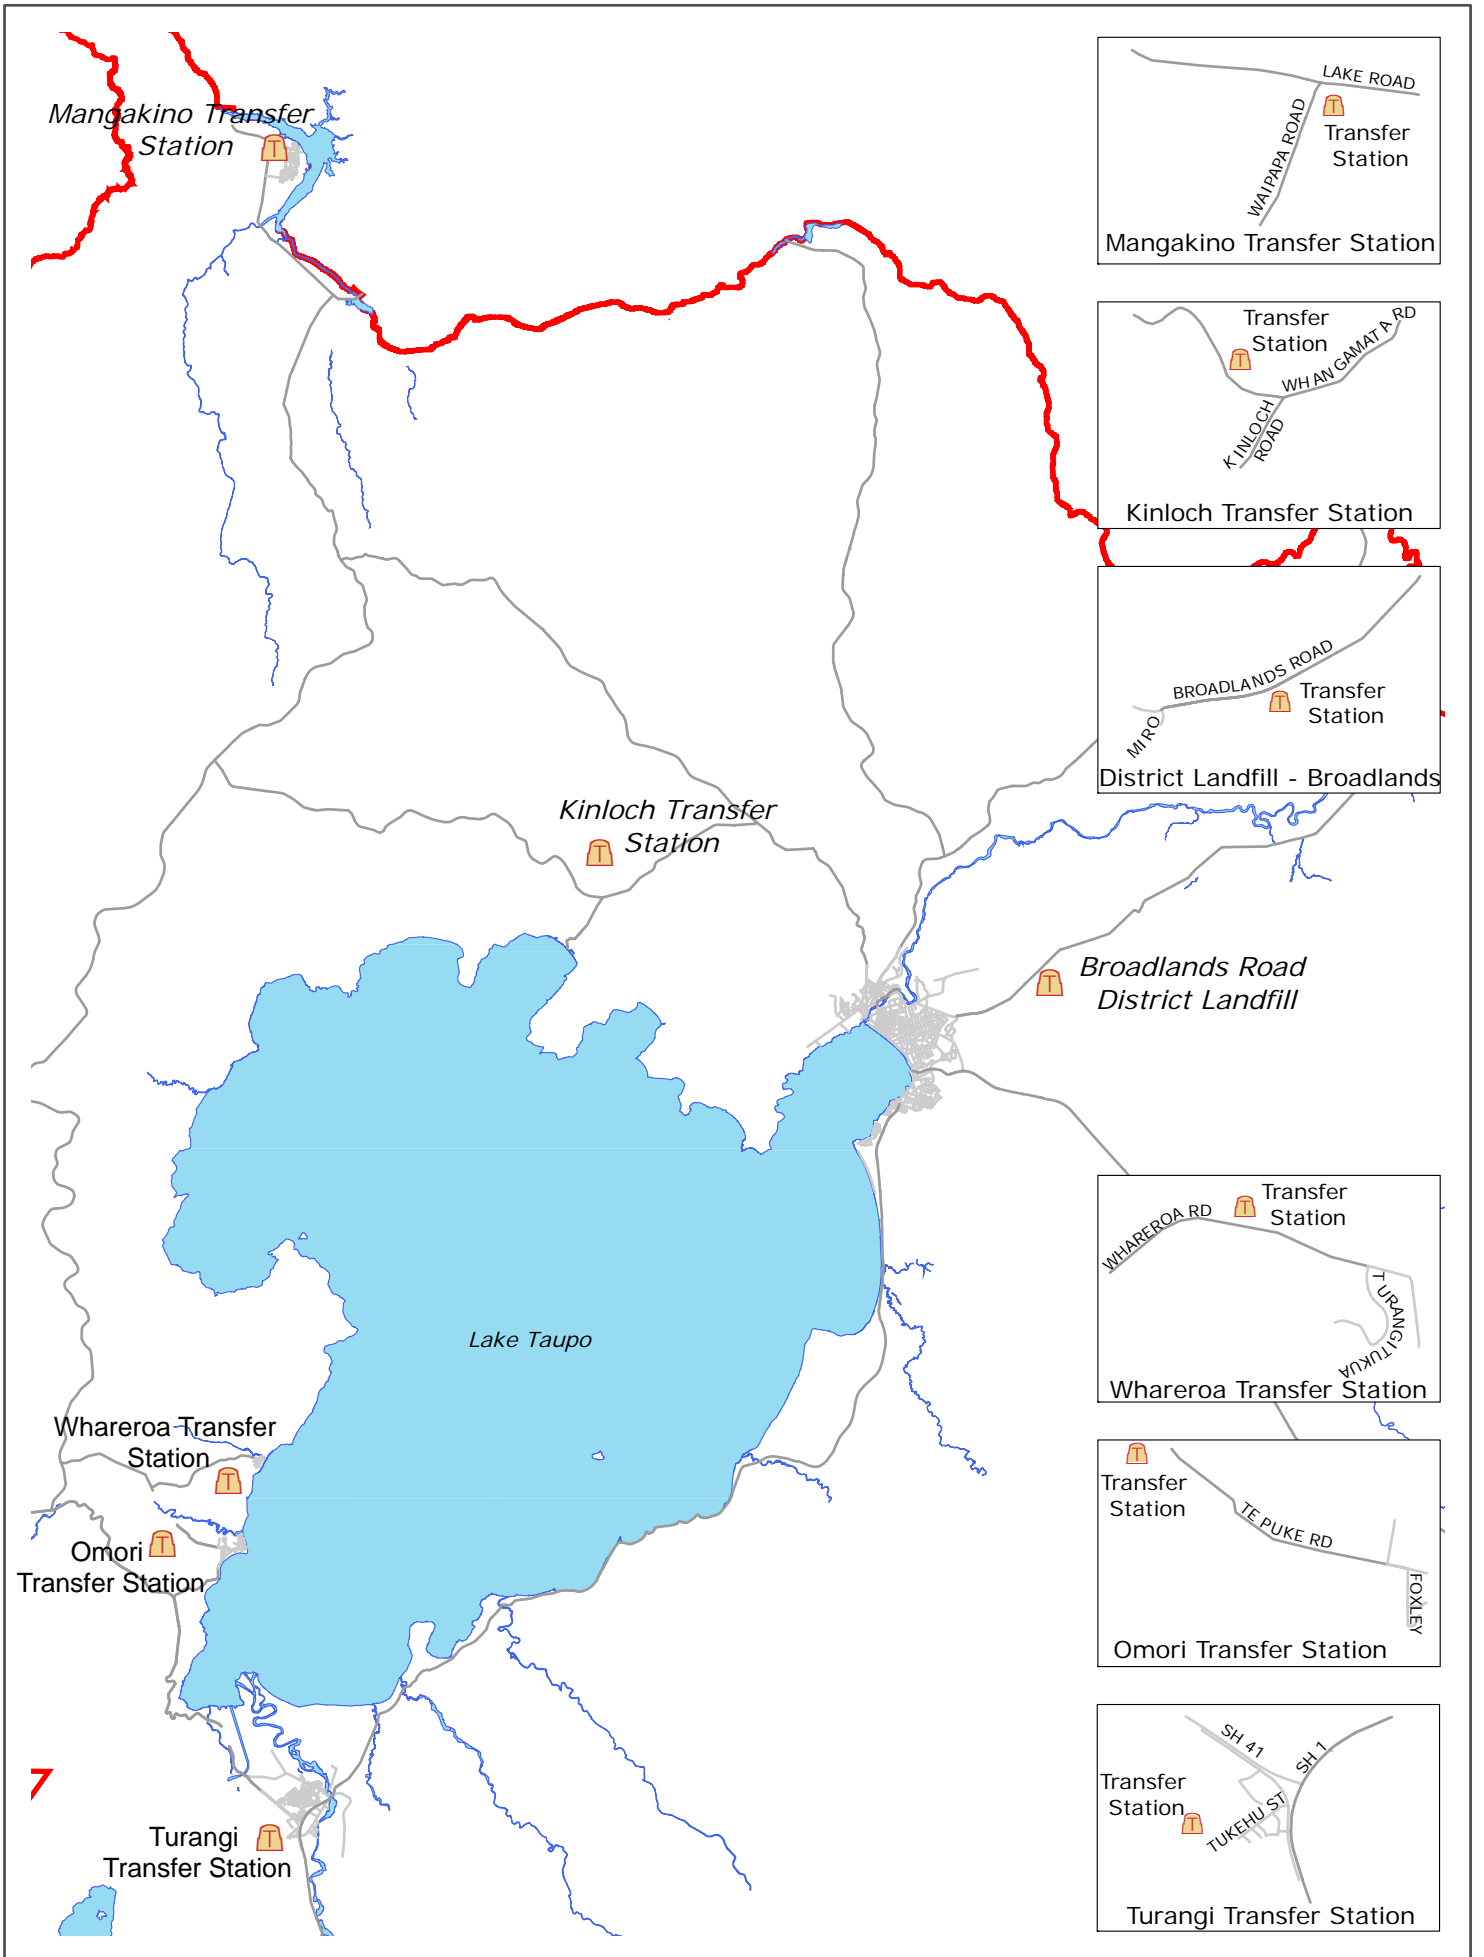 Mangakino Transfer
Station
T
Kinloch Transfer
Station
T
Broadlands Road
District Landfill
T
Lake Taupo
Whareroa Transfer
Station
T
Omori
Transfer Station
T
Turangi
Transfer Station
T
LAKE ROAD
WAIPAPA ROAD
T
Transfer
Station
Mangakino Transfer Station
Transfer
Station
T
WHANGAMATA RD
KINLOCH
ROAD
Kinloch Transfer Station
BROADLANDS ROAD
MIRO
T
Transfer
Station
District Landfill - Broadlands
WHAREROA RD
T
Transfer
Station
TURANGITUKUA
Whareroa Transfer Station
T
Transfer
Station
TE PUKE RD
FOXLEY
Omori Transfer Station
SH 41
SH 1
Transfer
Station
T
TUKEHU ST
Turangi Transfer Station